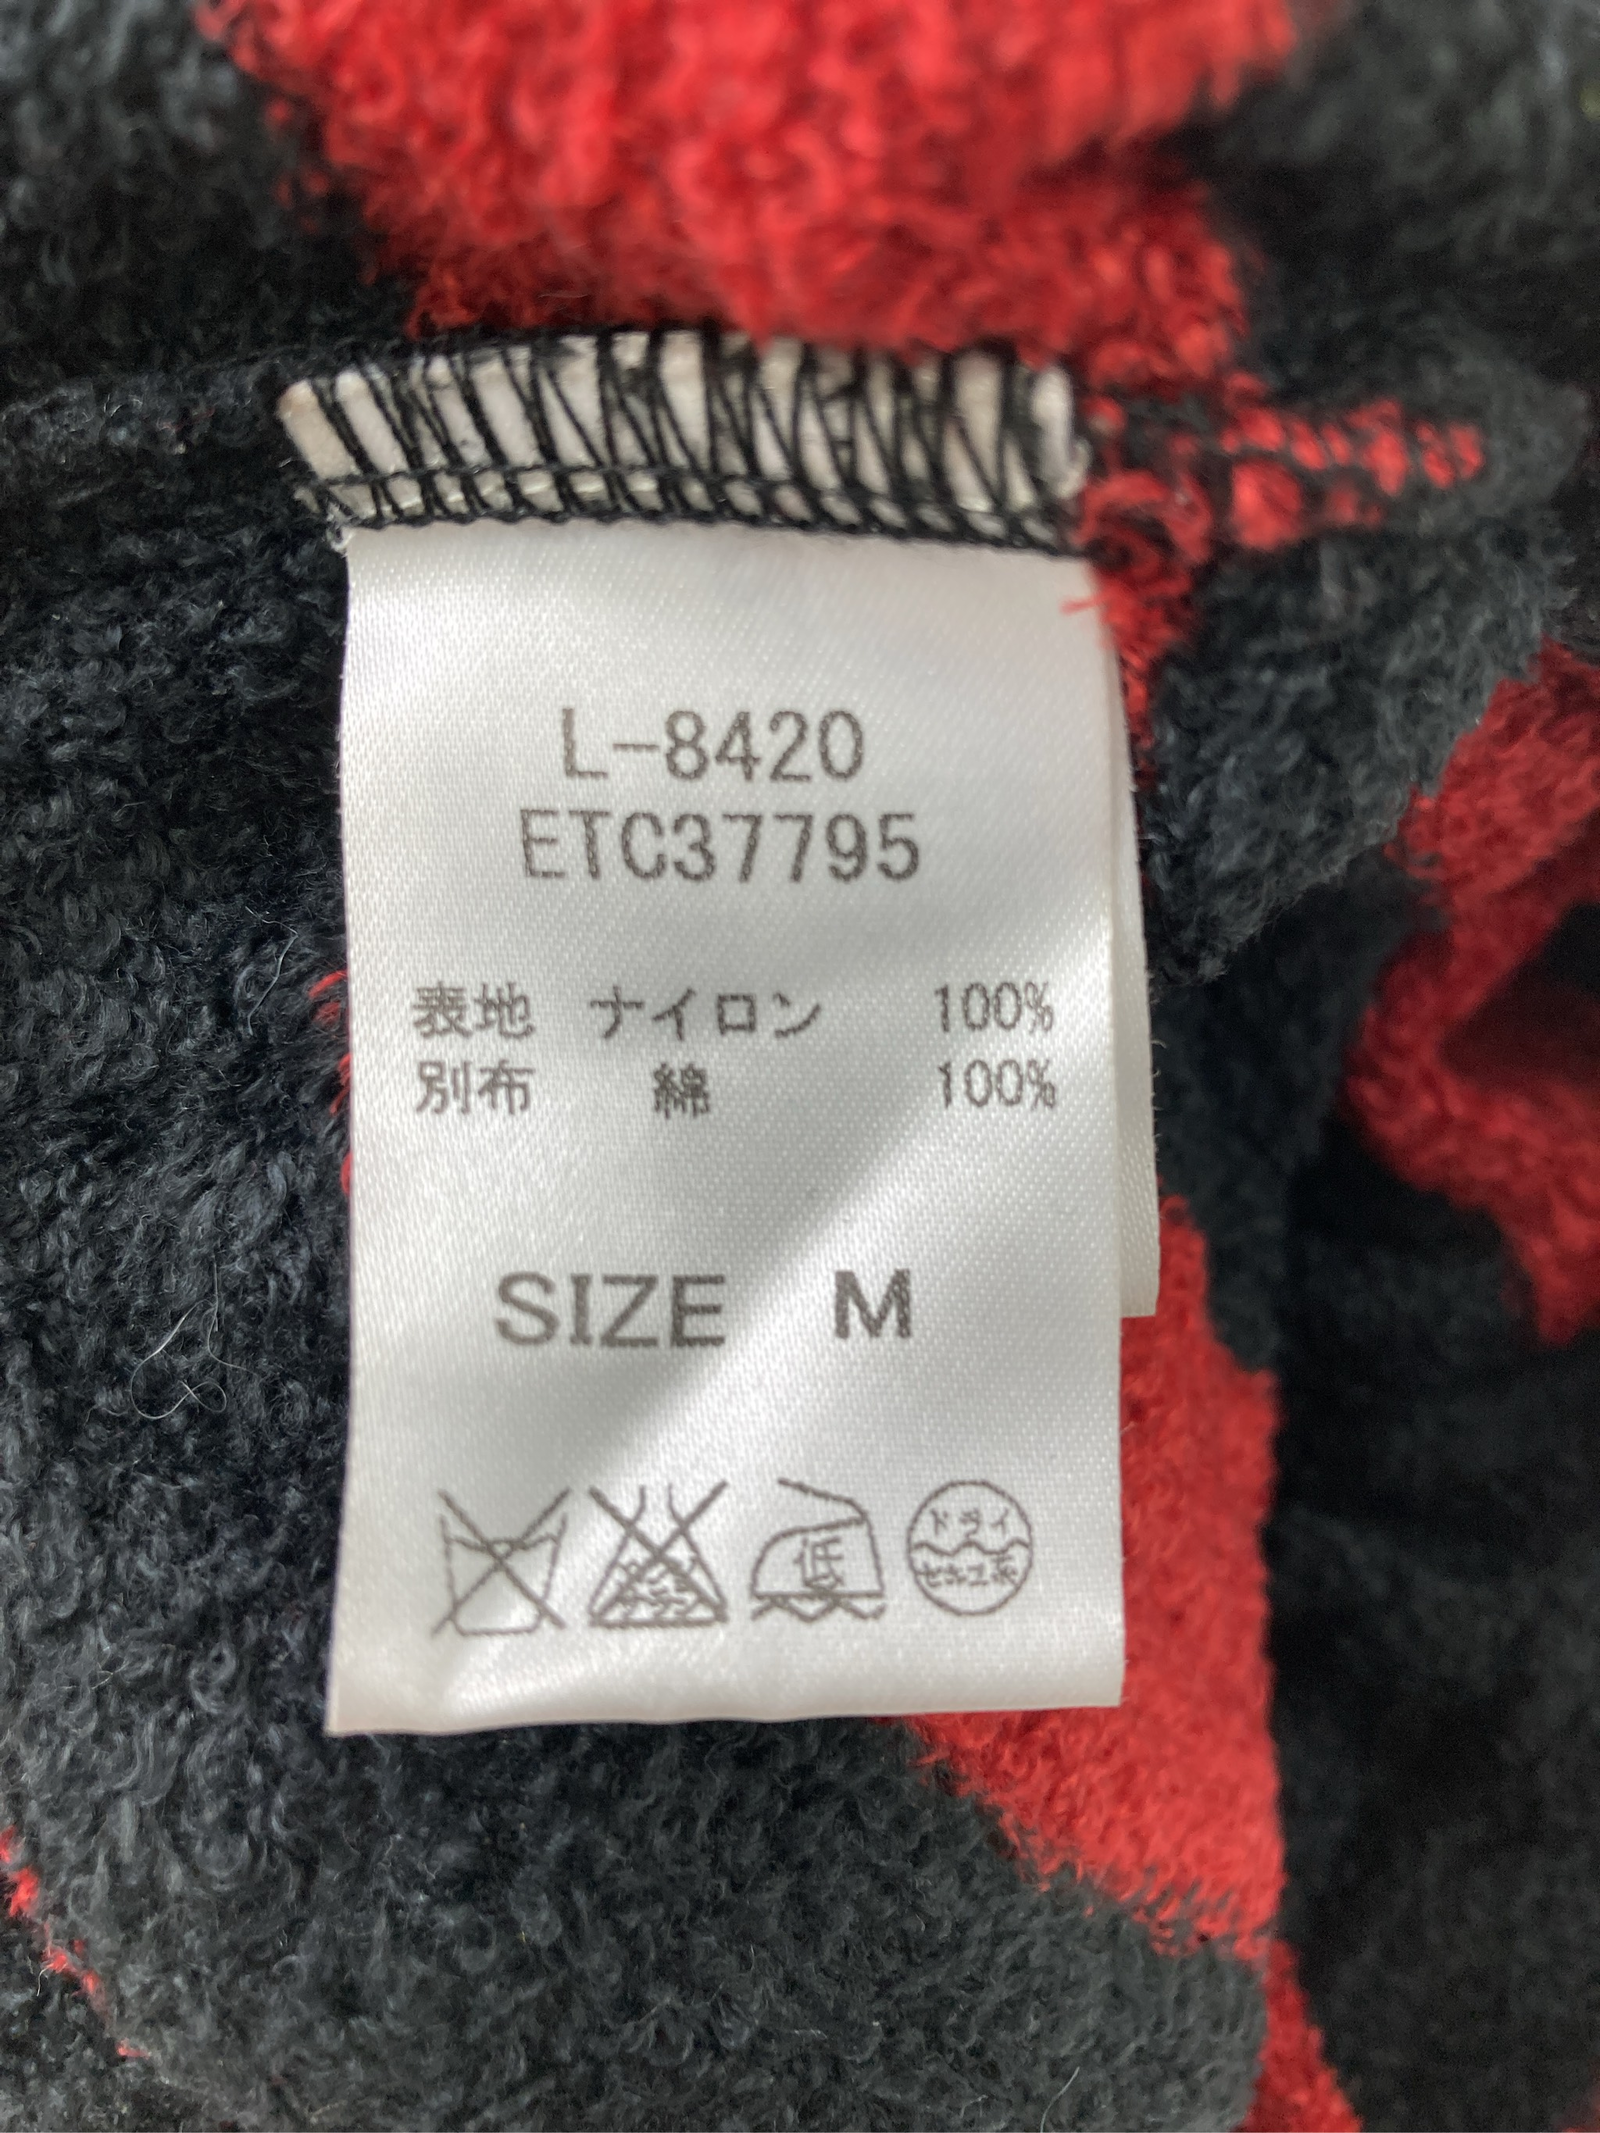 L-8420
ETC37795
表地 ナイロン 100%
別布 綿 100%
SIZE M
低 ドライ
セキユ系